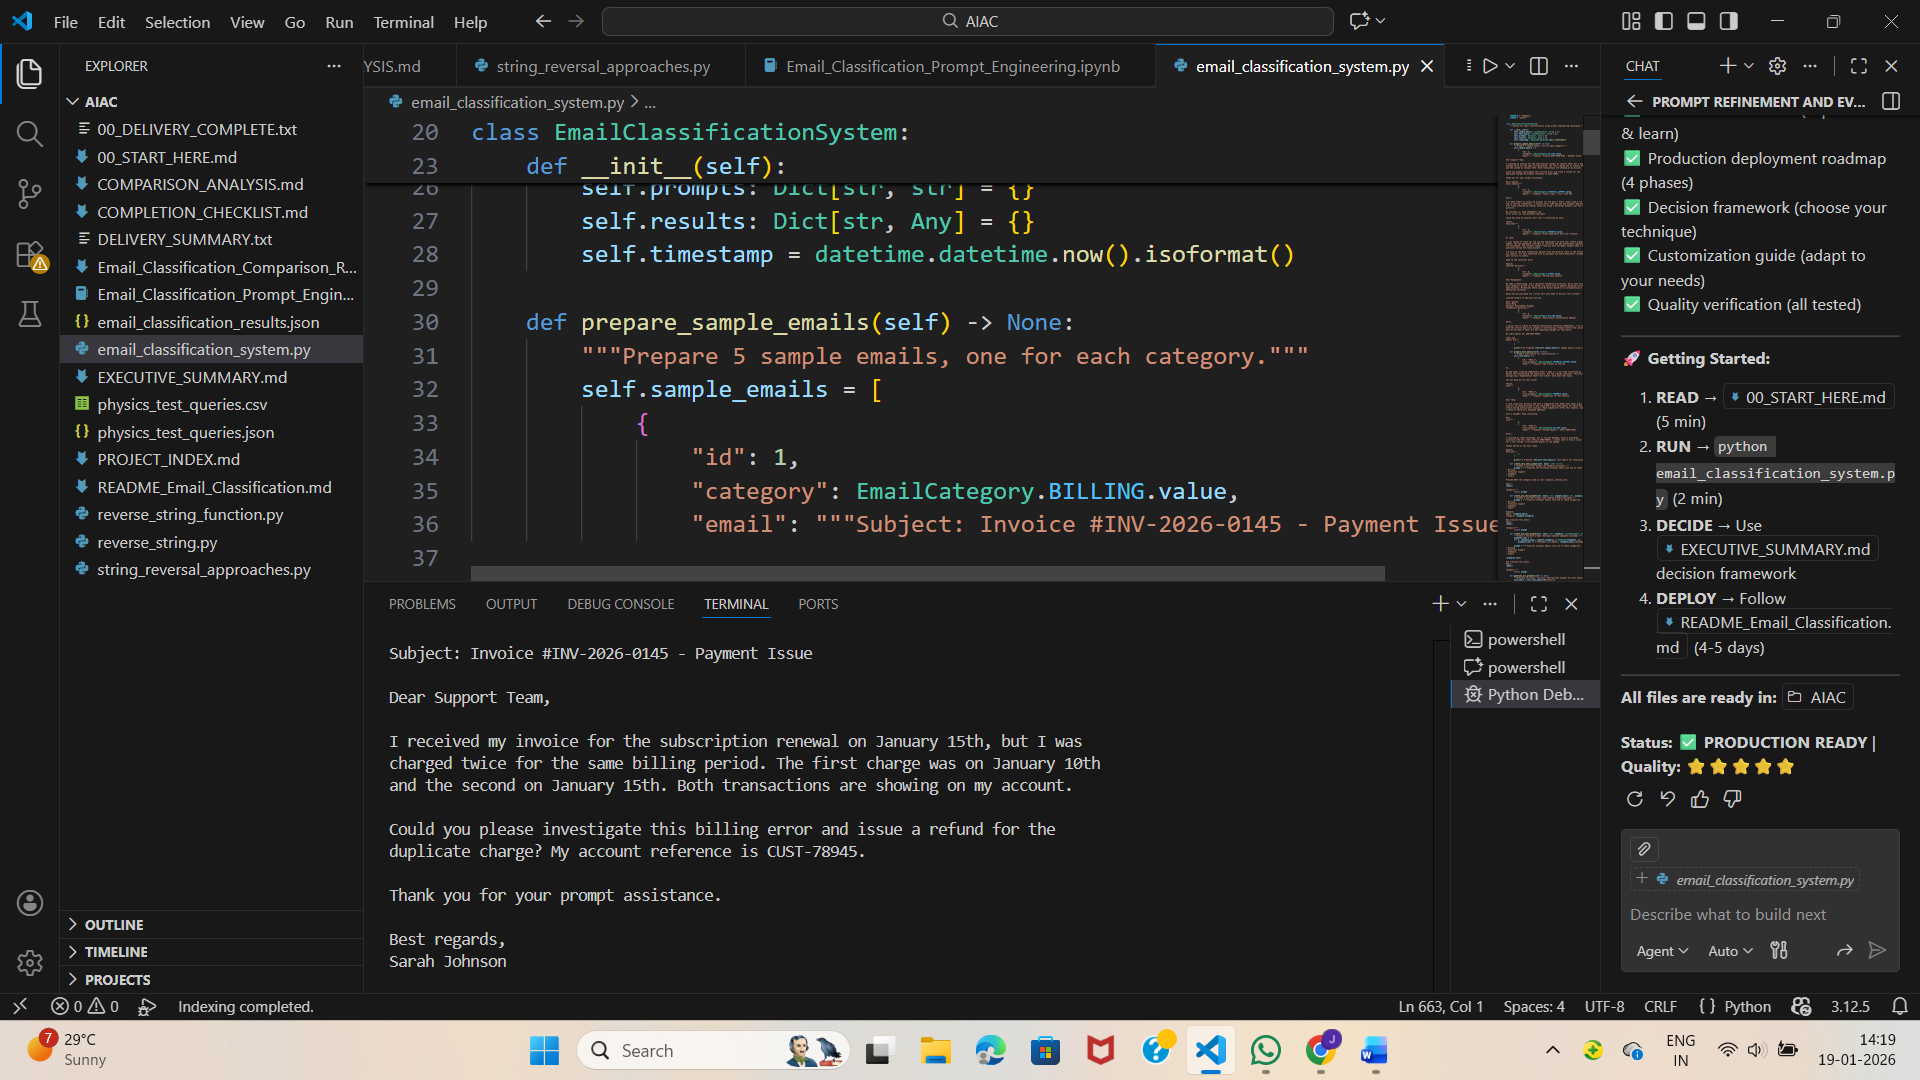 File Edit Selection View Go Run Terminal Help
AIAC
EXPLORER
AIAC
00_DELIVERY_COMPLETE.txt
00_START_HERE.md
COMPARISON_ANALYSIS.md
COMPLETION_CHECKLIST.md
DELIVERY_SUMMARY.txt
Email_Classification_Comparison_R...
Email_Classification_Prompt_Engin...
email_classification_results.json
email_classification_system.py
EXECUTIVE_SUMMARY.md
physics_test_queries.csv
physics_test_queries.json
PROJECT_INDEX.md
README_Email_Classification.md
reverse_string_function.py
reverse_string.py
string_reversal_approaches.py
OUTLINE
TIMELINE
PROJECTS
YSIS.md string_reversal_approaches.py Email_Classification_Prompt_Engineering.ipynb email_classification_system.py
email_classification_system.py > ...
20 class EmailClassificationSystem:
23 def __init__(self):
26 self.prompts: Dict[str, str] = {}
27 self.results: Dict[str, Any] = {}
28 self.timestamp = datetime.datetime.now().isoformat()
29
30 def prepare_sample_emails(self) -> None:
31 """Prepare 5 sample emails, one for each category."""
32 self.sample_emails = [
33 {
34 "id": 1,
35 "category": EmailCategory.BILLING.value,
36 "email": """Subject: Invoice #INV-2026-0145 - Payment Issue
37
PROBLEMS OUTPUT DEBUG CONSOLE TERMINAL PORTS
Subject: Invoice #INV-2026-0145 - Payment Issue
Dear Support Team,
I received my invoice for the subscription renewal on January 15th, but I was
charged twice for the same billing period. The first charge was on January 10th
and the second on January 15th. Both transactions are showing on my account.
Could you please investigate this billing error and issue a refund for the
duplicate charge? My account reference is CUST-78945.
Thank you for your prompt assistance.
Best regards,
Sarah Johnson
powershell
powershell
Python Deb...
CHAT
PROMPT REFINEMENT AND EV...
& learn)
✅ Production deployment roadmap
(4 phases)
✅ Decision framework (choose your
technique)
✅ Customization guide (adapt to
your needs)
✅ Quality verification (all tested)
🚀 Getting Started:
1. READ → 00_START_HERE.md
(5 min)
2. RUN → python
email_classification_system.p
y (2 min)
3. DECIDE → Use
EXECUTIVE_SUMMARY.md
decision framework
4. DEPLOY → Follow
README_Email_Classification.
md (4-5 days)
All files are ready in: AIAC
Status: ✅ PRODUCTION READY |
Quality: ⭐⭐⭐⭐⭐
email_classification_system.py
Describe what to build next
Agent Auto
0 0 Indexing completed.
Ln 663, Col 1 Spaces: 4 UTF-8 CRLF { } Python 3.12.5
7
29°C
Sunny
Search
J
ENG
IN
14:19
19-01-2026